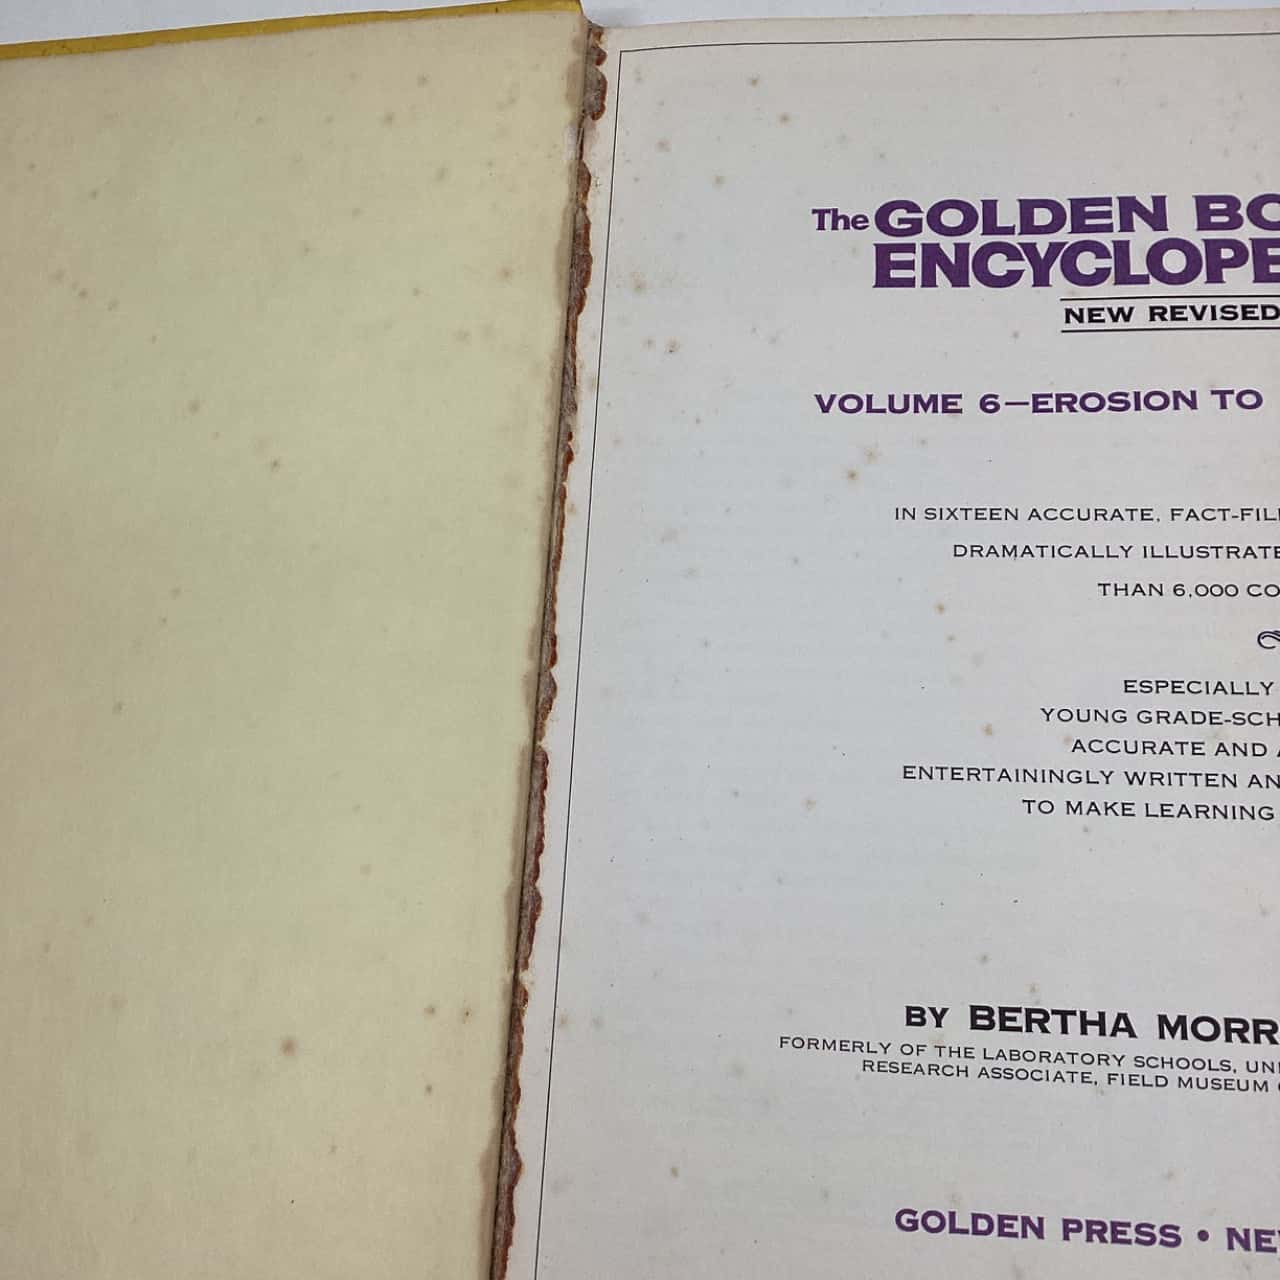 The GOLDEN BO
ENCYCLOPE
NEW REVISED
VOLUME 6—EROSION TO
IN SIXTEEN ACCURATE, FACT-FIL
DRAMATICALLY ILLUSTRATE
THAN 6,000 CO
ESPECIALLY
YOUNG GRADE-SCH
ACCURATE AND A
ENTERTAININGLY WRITTEN AN
TO MAKE LEARNING
BY BERTHA MORR
FORMERLY OF THE LABORATORY SCHOOLS, UNI
RESEARCH ASSOCIATE, FIELD MUSEUM
GOLDEN PRESS • NE